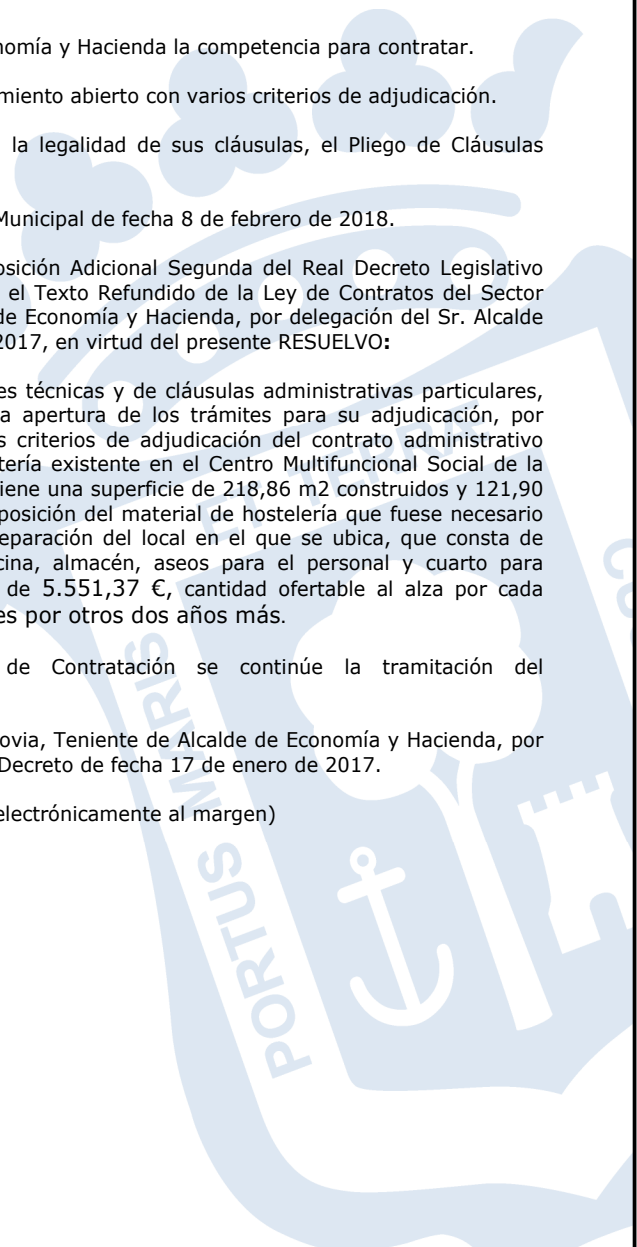 nomía y Hacienda la competencia para contratar.
miento abierto con varios criterios de adjudicación.
la legalidad de sus cláusulas, el Pliego de Cláusulas
Municipal de fecha 8 de febrero de 2018.
osición Adicional Segunda del Real Decreto Legislativo
el Texto Refundido de la Ley de Contratos del Sector
de Economía y Hacienda, por delegación del Sr. Alcalde
2017, en virtud del presente RESUELVO:
es técnicas y de cláusulas administrativas particulares,
a apertura de los trámites para su adjudicación, por
s criterios de adjudicación del contrato administrativo
tería existente en el Centro Multifuncional Social de la
iene una superficie de 218,86 m2 construidos y 121,90
posición del material de hostelería que fuese necesario
eparación del local en el que se ubica, que consta de
cina, almacén, aseos para el personal y cuarto para
de 5.551,37 €, cantidad ofertable al alza por cada
es por otros dos años más.
de Contratación se continúe la tramitación del
ovia, Teniente de Alcalde de Economía y Hacienda, por
Decreto de fecha 17 de enero de 2017.
electrónicamente al margen)
PORTUS MARIS
ET TERRÆ